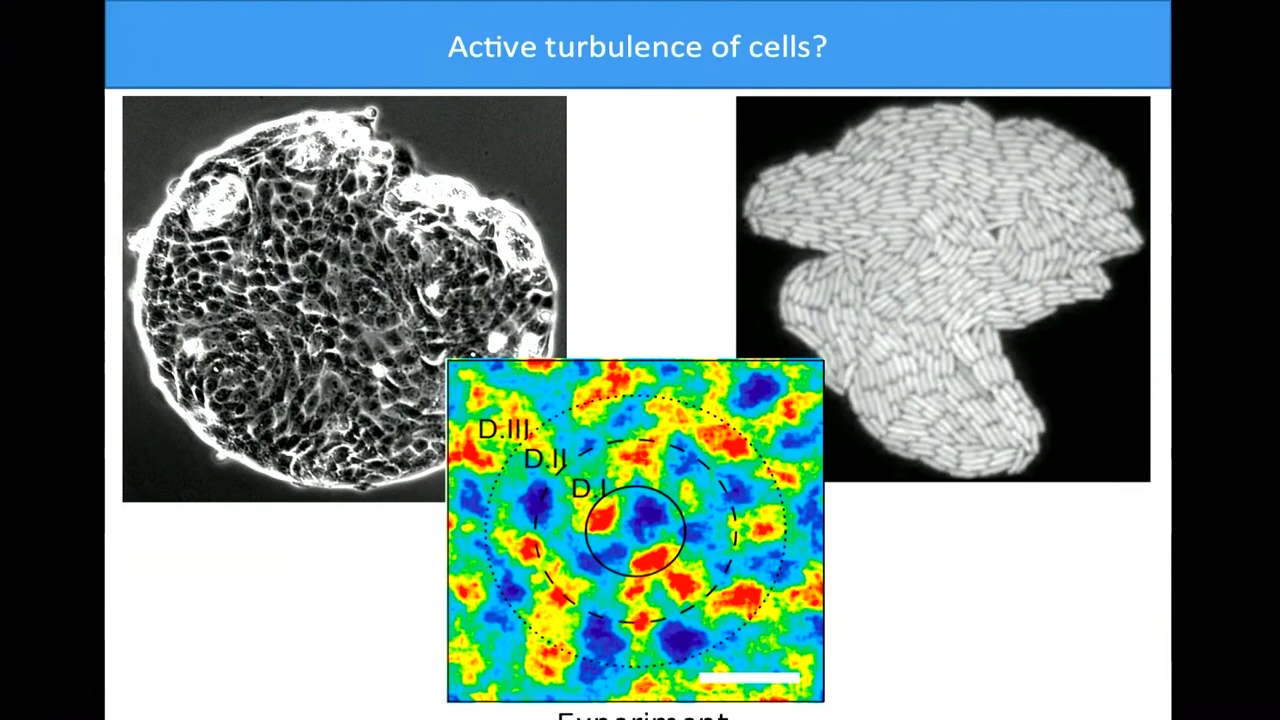 Active turbulence of cells?
D.III
D.II
D.I
Experiment